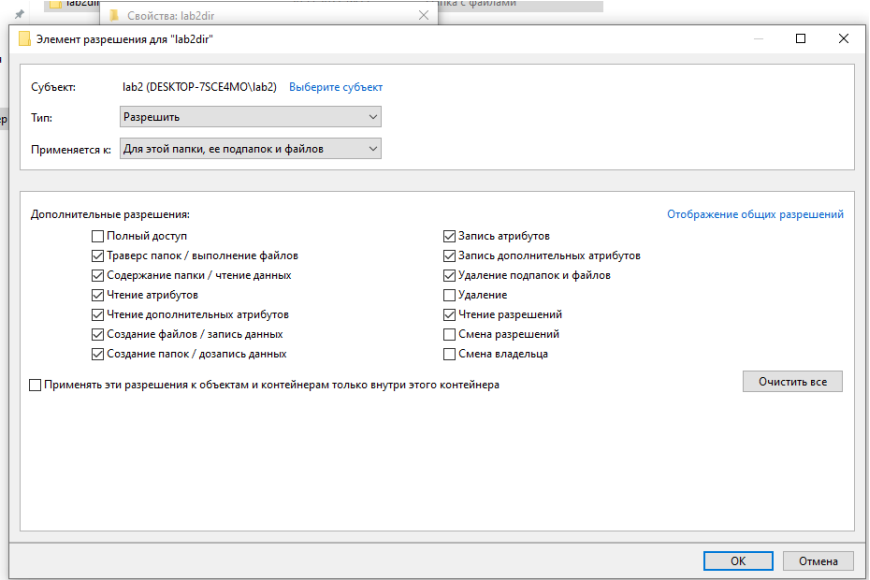 lab2dir
Свойства: lab2dir
с файлами
Элемент разрешения для "lab2dir"
Субъект: lab2 (DESKTOP-7SCE4MO\lab2) Выберите субъект
Тип: Разрешить
Применяется к: Для этой папки, ее подпапок и файлов
Дополнительные разрешения: Отображение общих разрешений
Полный доступ
Траверс папок / выполнение файлов
Содержание папки / чтение данных
Чтение атрибутов
Чтение дополнительных атрибутов
Создание файлов / запись данных
Создание папок / дозапись данных
Запись атрибутов
Запись дополнительных атрибутов
Удаление подпапок и файлов
Удаление
Чтение разрешений
Смена разрешений
Смена владельца
Применять эти разрешения к объектам и контейнерам только внутри этого контейнера
Очистить все
ОК Отмена